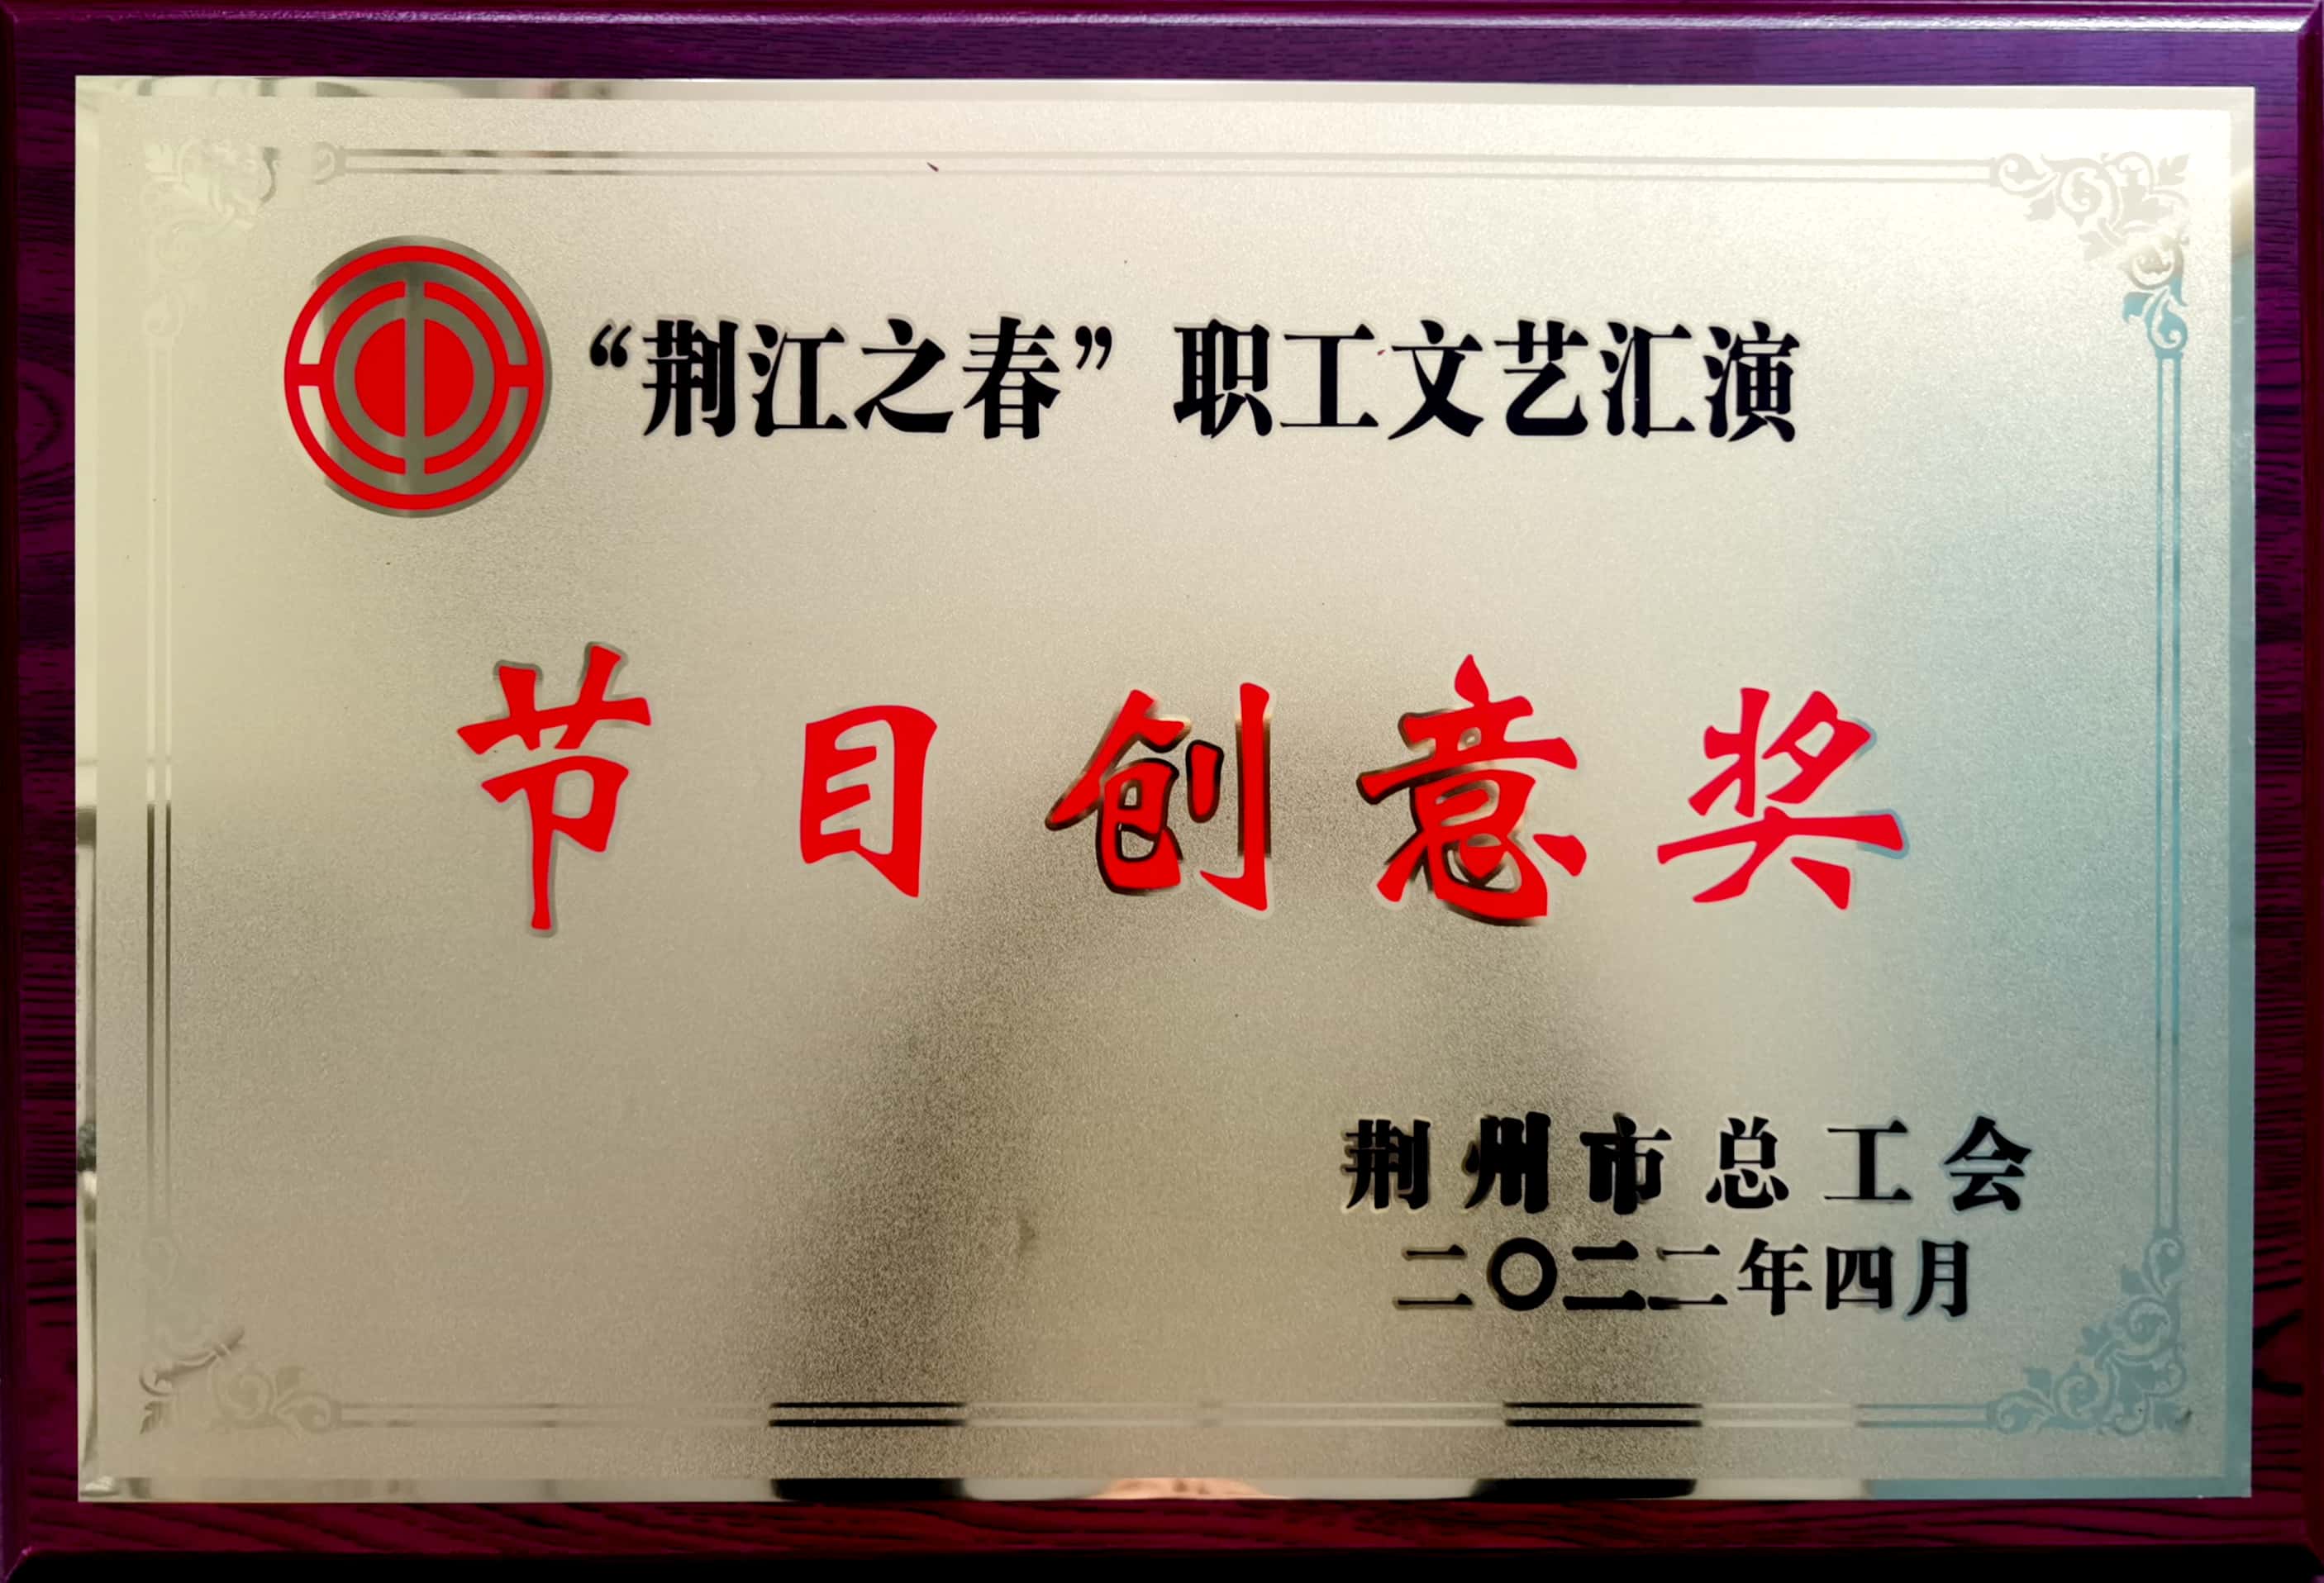 “荆江之春”职工文艺汇演
节目创意奖
荆州市总工会
二〇二二年四月